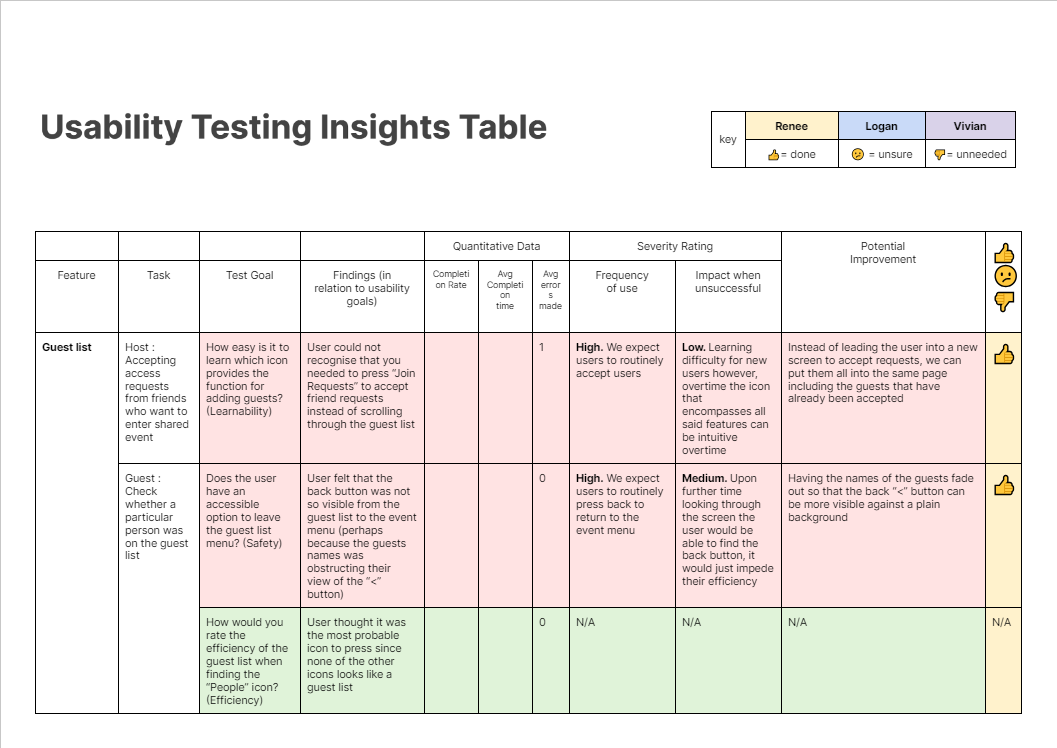 Usability Testing Insights Table
key
Renee
Logan
Vivian
👍= done
😕 = unsure
👎= unneeded
Quantitative Data
Severity Rating
Potential
Improvement
👍
😕
👎
Feature
Task
Test Goal
Findings (in
relation to usability
goals)
Completi
on Rate
Avg
Completi
on
time
Avg
error
s
made
Frequency
of use
Impact when
unsuccessful
Guest list
Host :
Accepting
access
requests
from friends
who want to
enter shared
event
How easy is it to
learn which icon
provides the
function for
adding guests?
(Learnability)
User could not
recognise that you
needed to press “Join
Requests” to accept
friend requests
instead of scrolling
through the guest list
1
High. We expect
users to routinely
accept users
Low. Learning
difficulty for new
users however,
overtime the icon
that
encompasses all
said features can
be intuitive
overtime
Instead of leading the user into a new
screen to accept requests, we can
put them all into the same page
including the guests that have
already been accepted
👍
Guest :
Check
whether a
particular
person was
on the guest
list
Does the user
have an
accessible
option to leave
the guest list
menu? (Safety)
User felt that the
back button was not
so visible from the
guest list to the event
menu (perhaps
because the guests
names was
obstructing their
view of the “<”
button)
0
High. We expect
users to routinely
press back to
return to the
event menu
Medium. Upon
further time
looking through
the screen the
user would be
able to find the
back button, it
would just impede
their efficiency
Having the names of the guests fade
out so that the back “<” button can
be more visible against a plain
background
👍
How would you
rate the
efficiency of the
guest list when
finding the
“People” icon?
(Efficiency)
User thought it was
the most probable
icon to press since
none of the other
icons looks like a
guest list
0
N/A
N/A
N/A
N/A